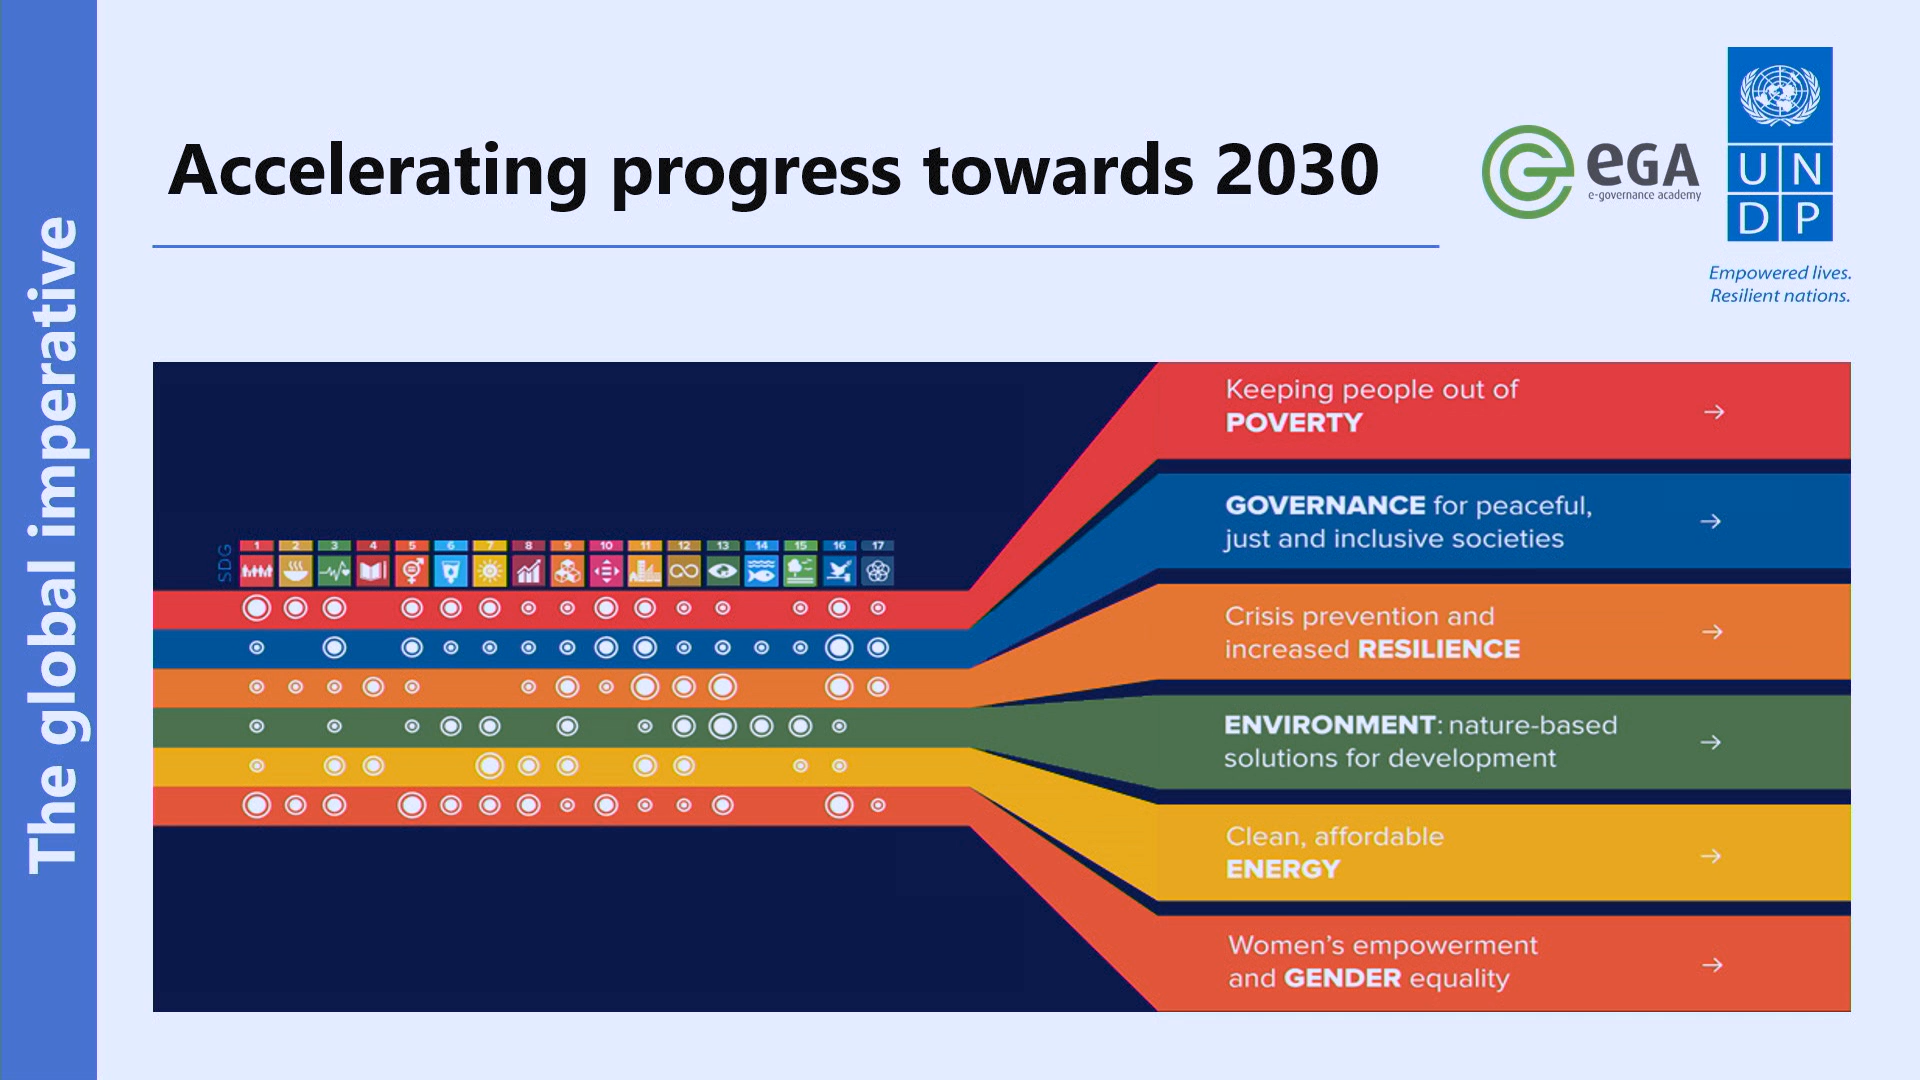 The global imperative
Accelerating progress towards 2030
eGA
e-governance academy
U N
D P
Empowered lives.
Resilient nations.
SDG
1 2 3 4 5 6 7 8 9 10 11 12 13 14 15 16 17
Keeping people out of
POVERTY
GOVERNANCE for peaceful,
just and inclusive societies
Crisis prevention and
increased RESILIENCE
ENVIRONMENT: nature-based
solutions for development
Clean, affordable
ENERGY
Women's empowerment
and GENDER equality